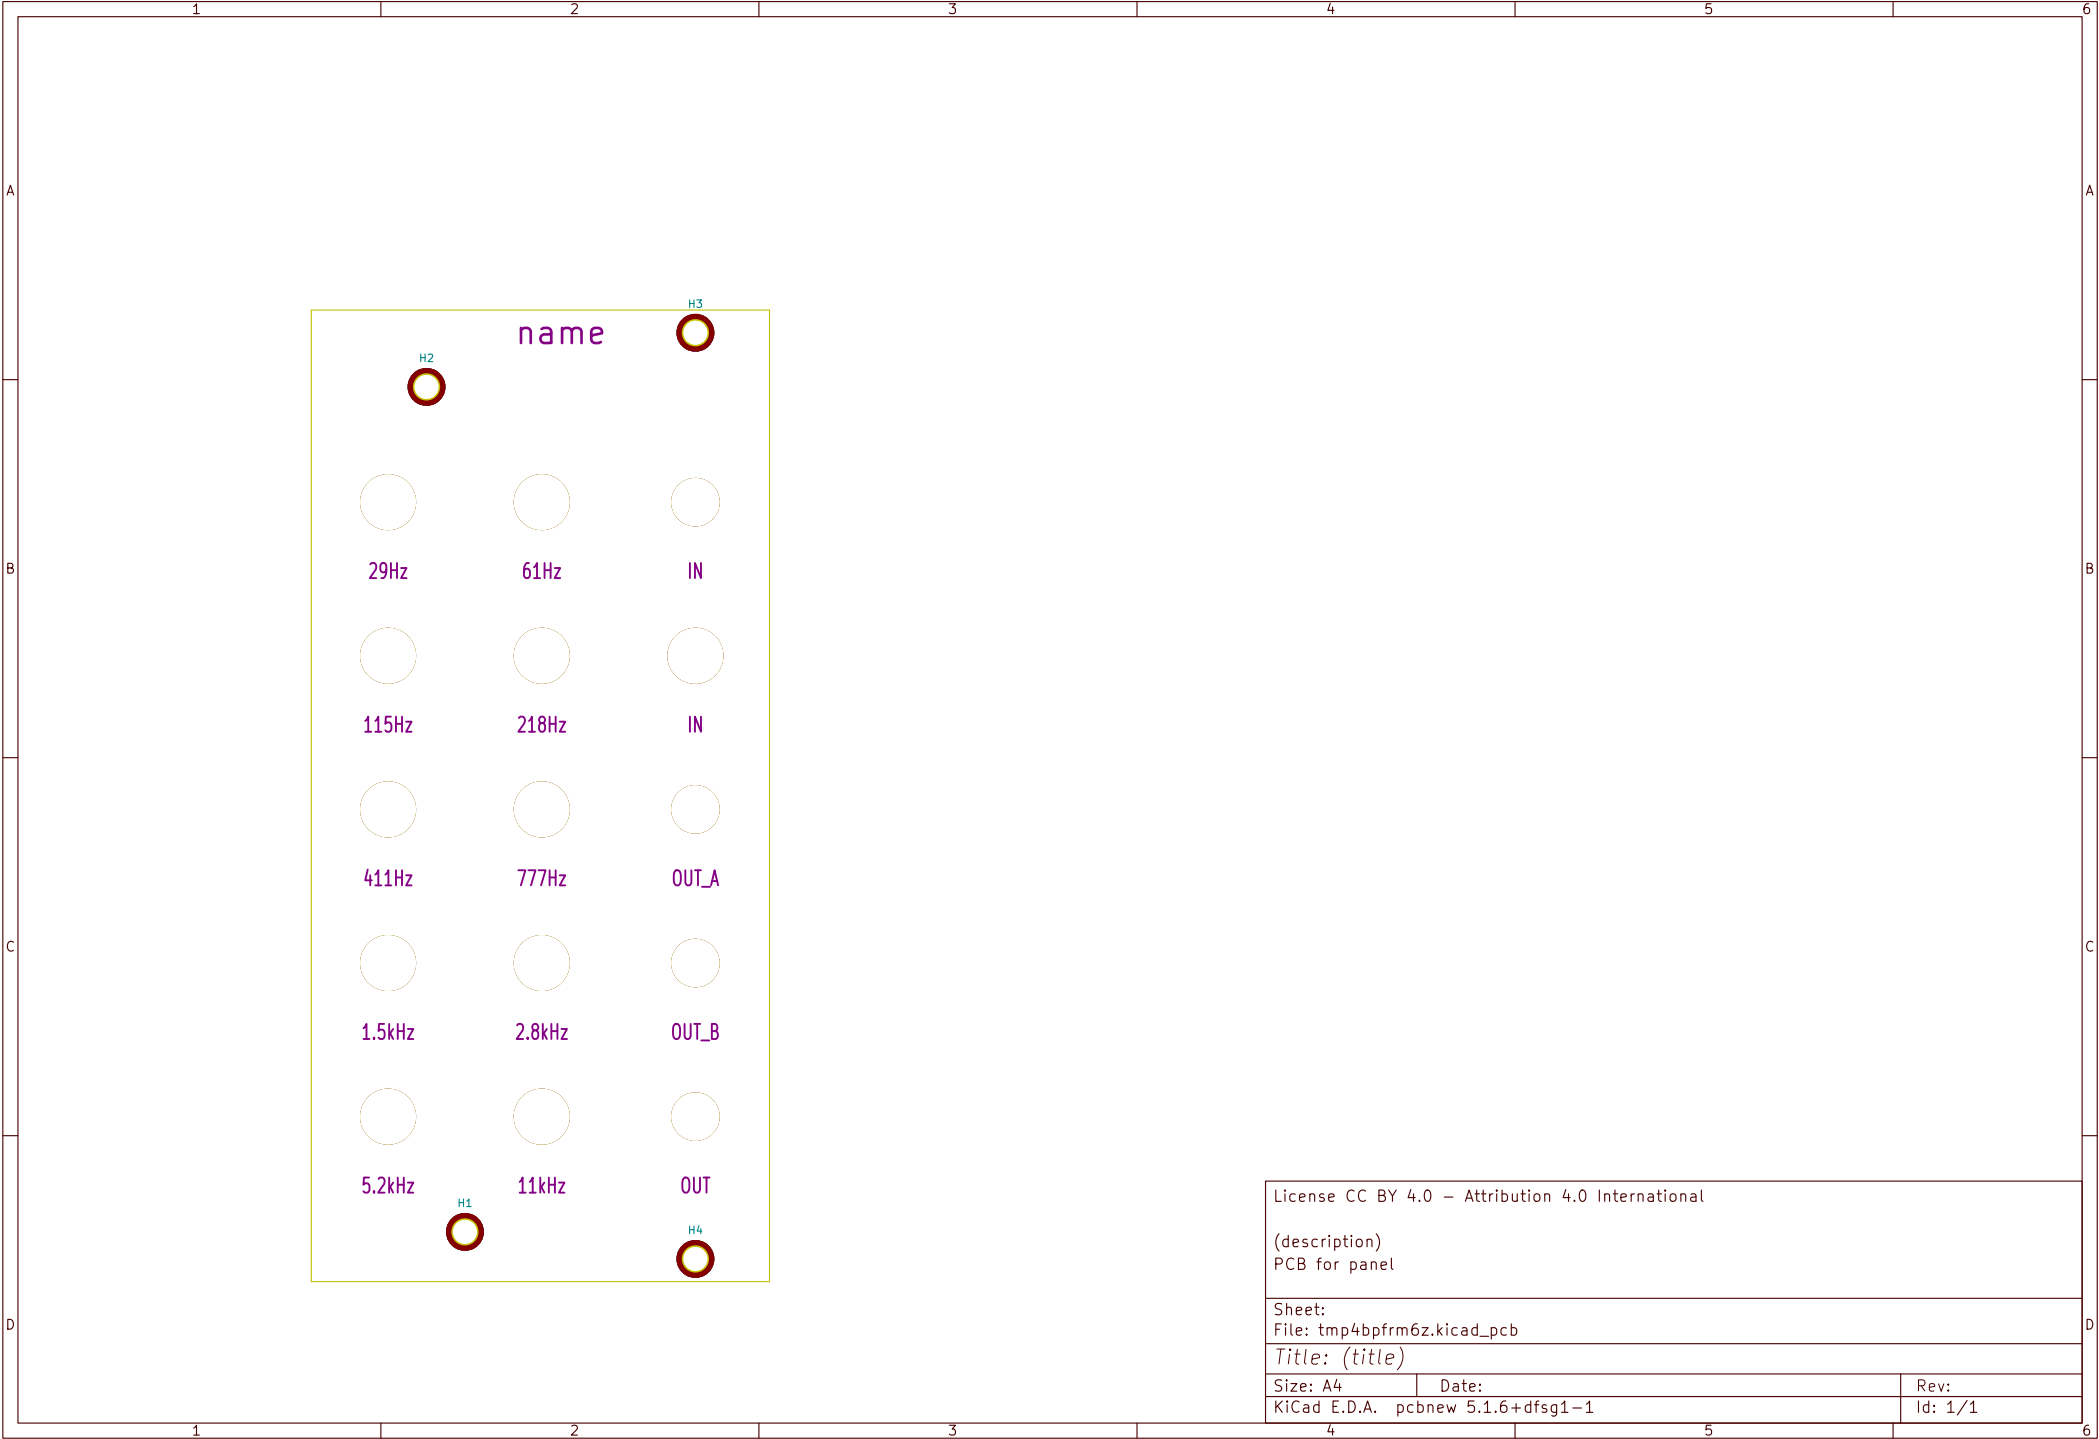 1 2 3 4 5 6
A A
H3
name
H2
29Hz 61Hz IN
B B
115Hz 218Hz IN
411Hz 777Hz OUT_A
C C
1.5kHz 2.8kHz OUT_B
5.2kHz 11kHz OUT
H1
H4
License CC BY 4.0 - Attribution 4.0 International
(description)
PCB for panel
Sheet:
File: tmp4bpfrm6z.kicad_pcb
D D
Title: (title)
Size: A4 Date: Rev:
KiCad E.D.A. pcbnew 5.1.6+dfsg1-1 Id: 1/1
1 2 3 4 5 6